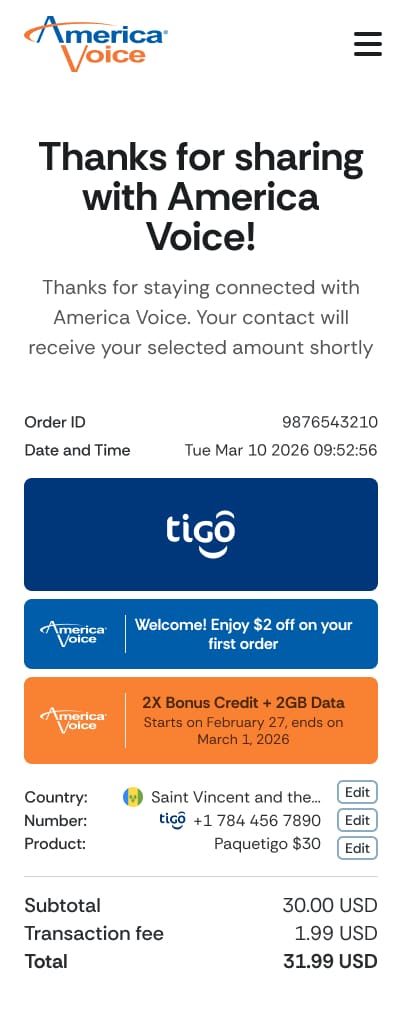 America
Voice
Thanks for sharing
with America
Voice!
Thanks for staying connected with
America Voice. Your contact will
receive your selected amount shortly
Order ID 9876543210
Date and Time Tue Mar 10 2026 09:52:56
tigo
America
Voice
Welcome! Enjoy $2 off on your
first order
America
Voice
2X Bonus Credit + 2GB Data
Starts on February 27, ends on
March 1, 2026
Country: Saint Vincent and the... Edit
Number: tigo +1 784 456 7890 Edit
Product: Paquetigo $30 Edit
Subtotal 30.00 USD
Transaction fee 1.99 USD
Total 31.99 USD